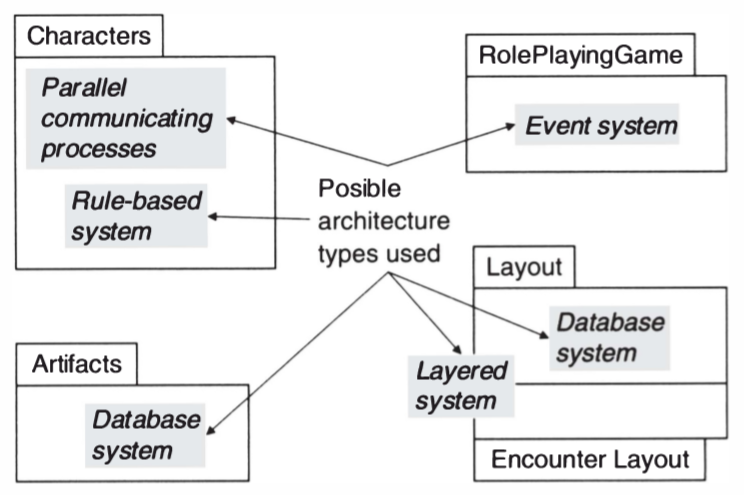 Characters
Parallel
communicating
processes
Rule-based
system
RolePlayingGame
Event system
Posible
architecture
types used
Layout
Database
system
Layered
system
Encounter Layout
Artifacts
Database
system